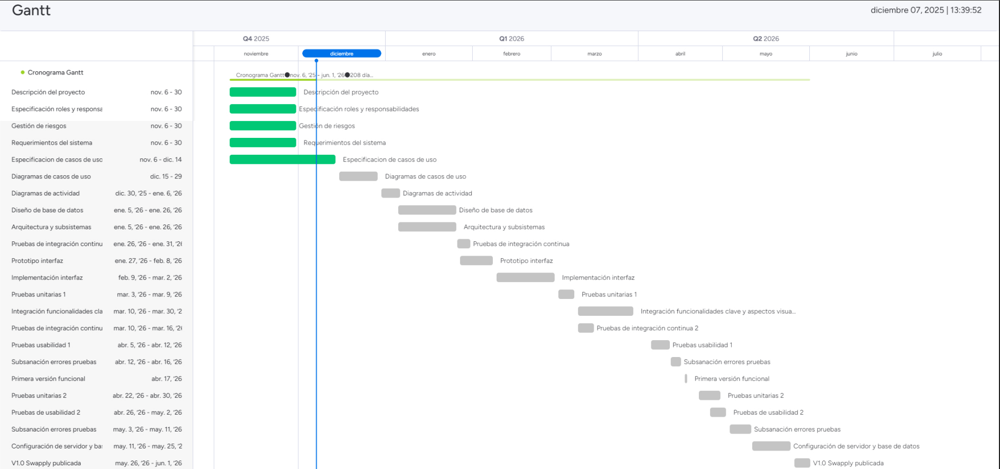 Gantt
diciembre 07, 2025 | 13:39:52
Q4 2025 Q1 2026 Q2 2026
noviembre diciembre enero febrero marzo abril mayo junio julio
Cronograma Gantt Cronograma Gantt●nov. 6, '25 - jun. 1, '26●208 día...
Descripción del proyecto nov. 6 - 30 Descripción del proyecto
Especificación roles y responsa nov. 6 - 30 Especificación roles y responsabilidades
Gestión de riesgos nov. 6 - 30 Gestión de riesgos
Requerimientos del sistema nov. 6 - 30 Requerimientos del sistema
Especificacion de casos de uso nov. 6 - dic. 14 Especificacion de casos de uso
Diagramas de casos de uso dic. 15 - 29 Diagramas de casos de uso
Diagramas de actividad dic. 30, '25 - ene. 6, '26 Diagramas de actividad
Diseño de base de datos ene. 5, '26 - ene. 26, '26 Diseño de base de datos
Arquitectura y subsistemas ene. 5, '26 - ene. 26, '26 Arquitectura y subsistemas
Pruebas de integración continu ene. 26, '26 - ene. 31, '26 Pruebas de integración continua
Prototipo interfaz ene. 27, '26 - feb. 8, '26 Prototipo interfaz
Implementación interfaz feb. 9, '26 - mar. 2, '26 Implementación interfaz
Pruebas unitarias 1 mar. 3, '26 - mar. 9, '26 Pruebas unitarias 1
Integración funcionalidades cla mar. 10, '26 - mar. 30, '2 Integración funcionalidades clave y aspectos visua...
Pruebas de integración continu mar. 10, '26 - mar. 16, '26 Pruebas de integración continua 2
Pruebas usabilidad 1 abr. 5, '26 - abr. 12, '26 Pruebas usabilidad 1
Subsanación errores pruebas abr. 12, '26 - abr. 16, '26 Subsanación errores pruebas
Primera versión funcional abr. 17, '26 Primera versión funcional
Pruebas unitarias 2 abr. 22, '26 - abr. 30, '26 Pruebas unitarias 2
Pruebas de usabilidad 2 abr. 26, '26 - may. 2, '26 Pruebas de usabilidad 2
Subsanación errores pruebas may. 3, '26 - may. 11, '26 Subsanación errores pruebas
Configuración de servidor y ba may. 11, '26 - may. 25, '2 Configuración de servidor y base de datos
V1.0 Swapply publicada may. 26, '26 - jun. 1, '26 V1.0 Swapply publicada